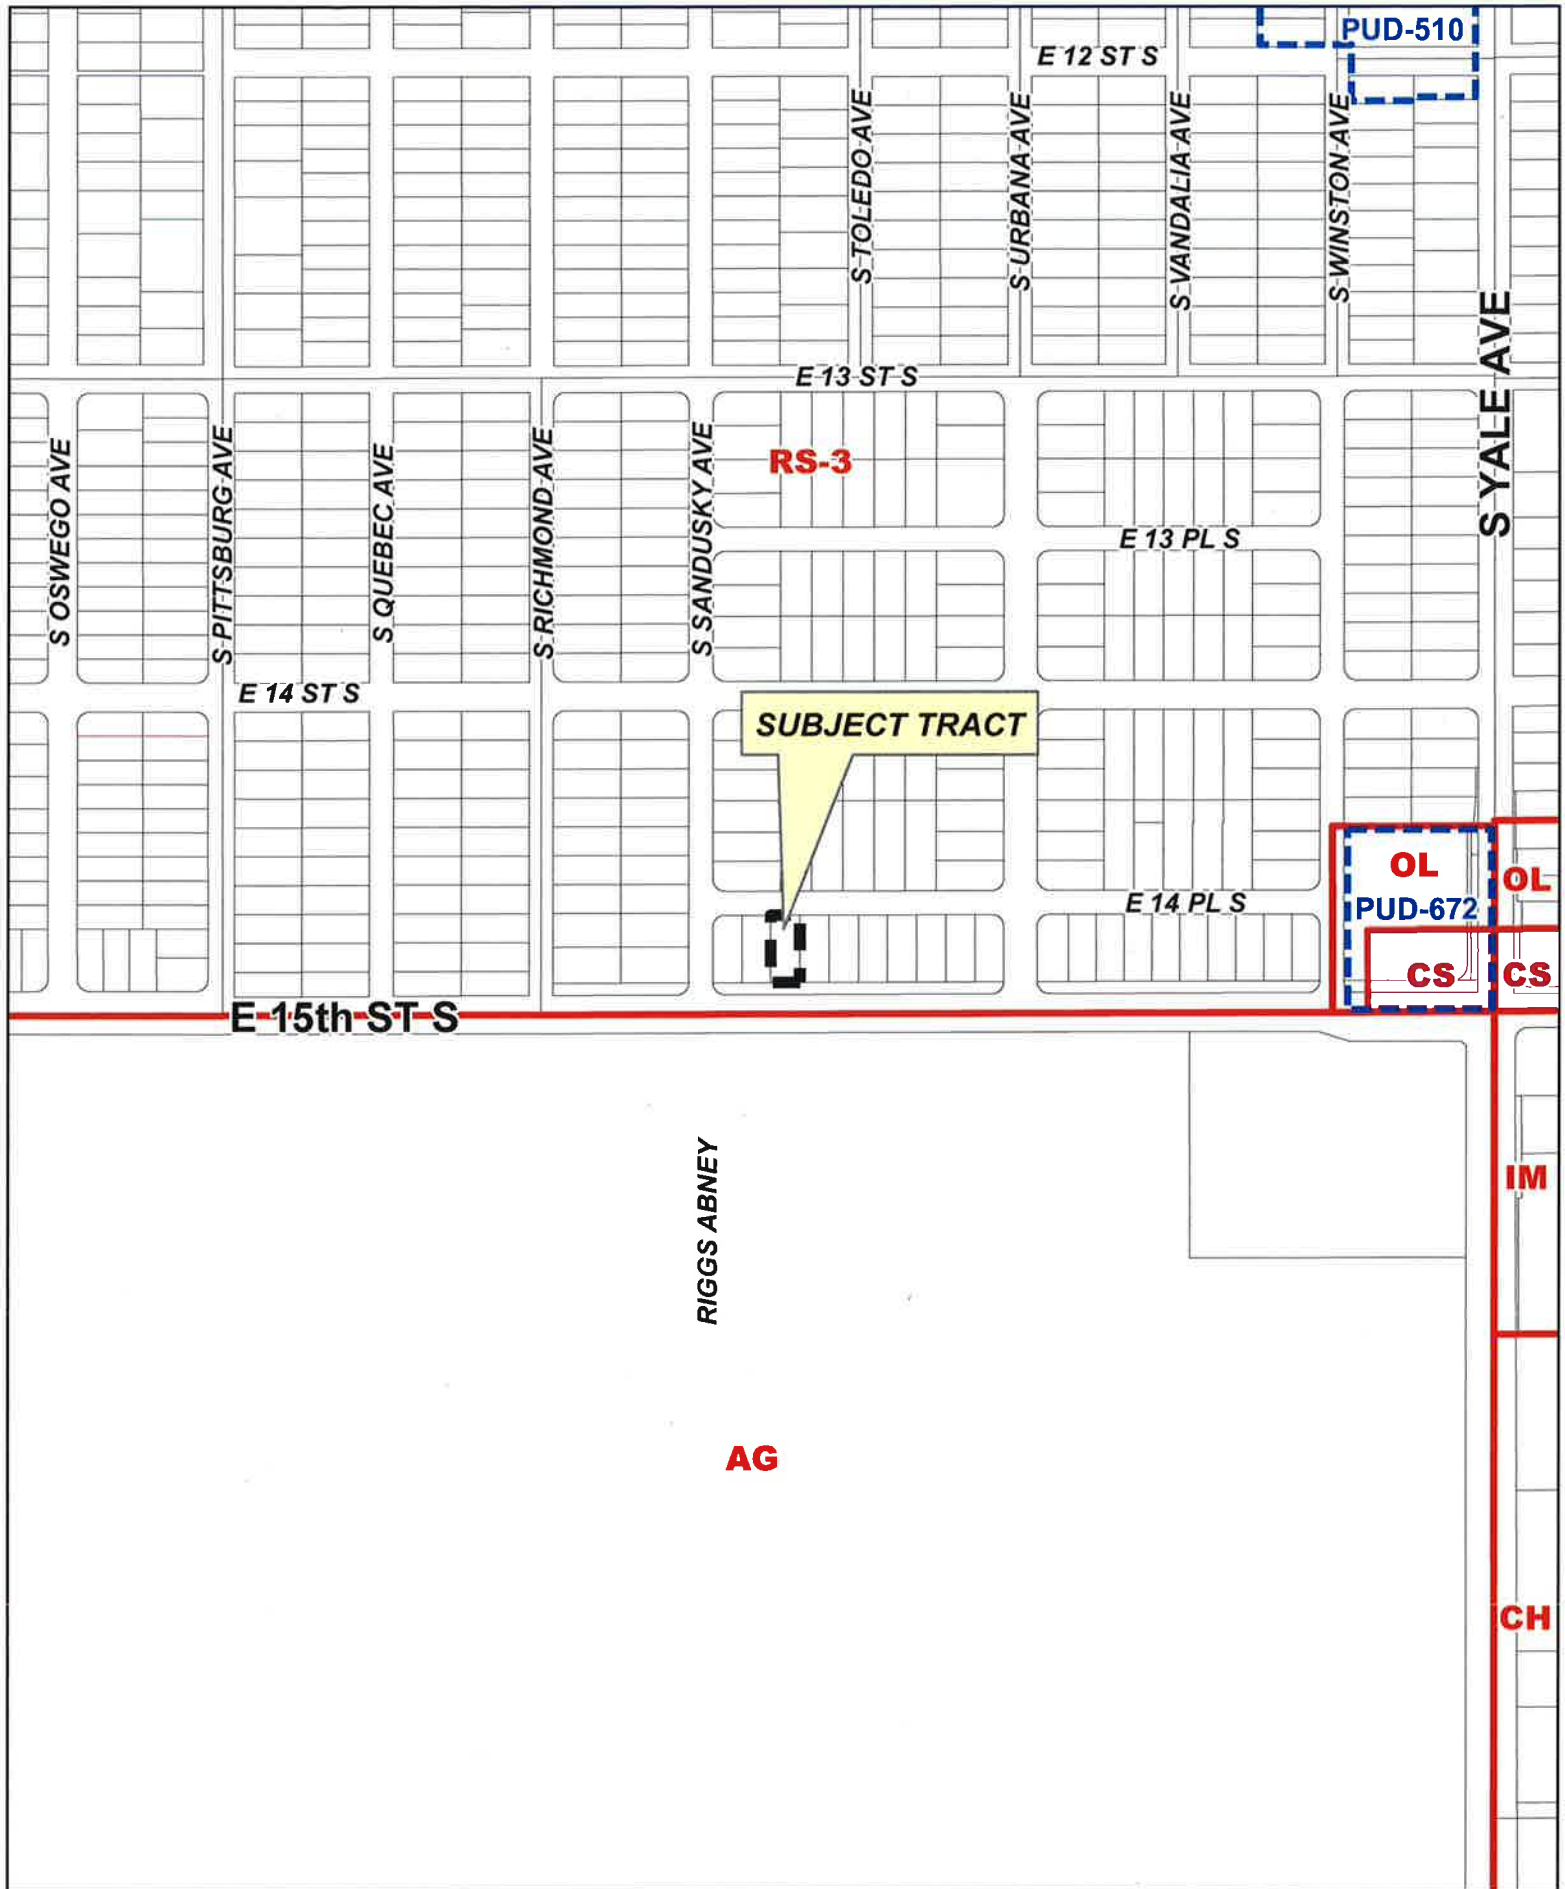 PUD-510
E 12 ST S
S TOLEDO AVE
S URBANA AVE
S VANDALIA AVE
S WINSTON AVE
S YALE AVE
E 13 ST S
S OSWEGO AVE
S PITTSBURG AVE
S QUEBEC AVE
S RICHMOND AVE
S SANDUSKY AVE
RS-3
E 13 PL S
E 14 ST S
SUBJECT TRACT
OL
OL
PUD-672
E 14 PL S
CS
CS
E 15th ST S
RIGGS ABNEY
IM
AG
CH